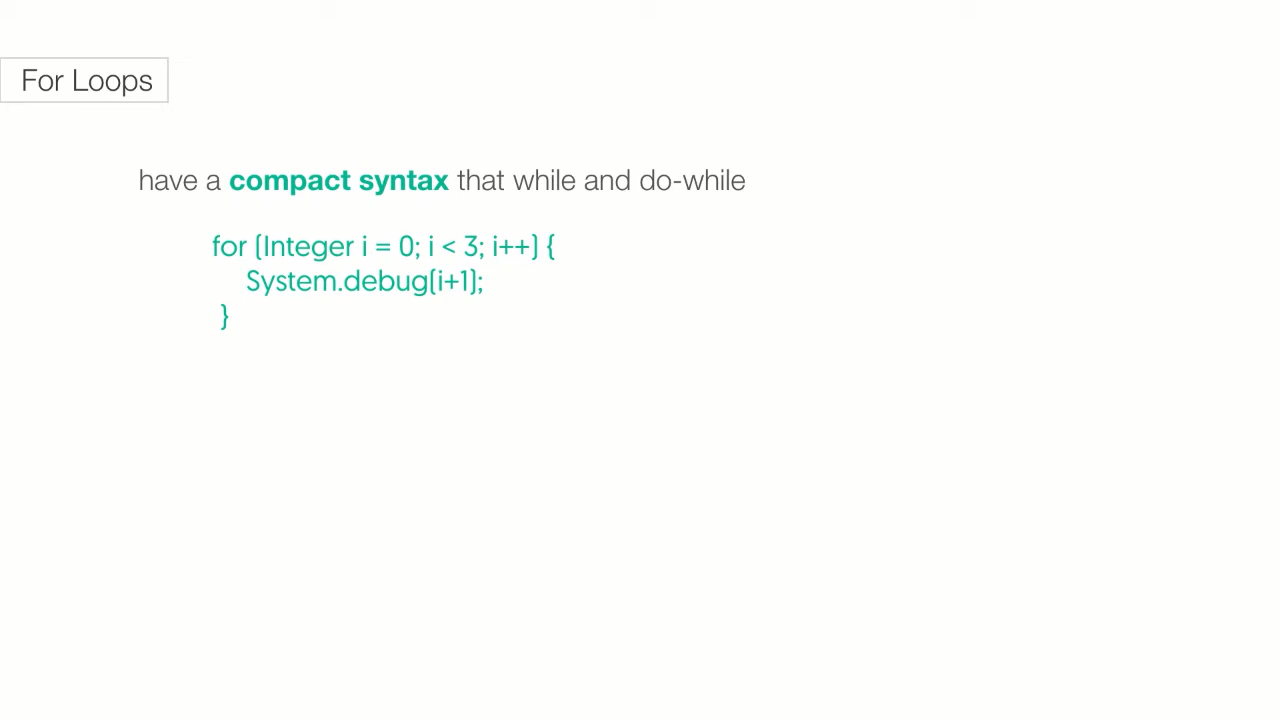 For Loops
have a compact syntax that while and do-while
for (Integer i = 0; i < 3; i++) {
System.debug(i+1);
}